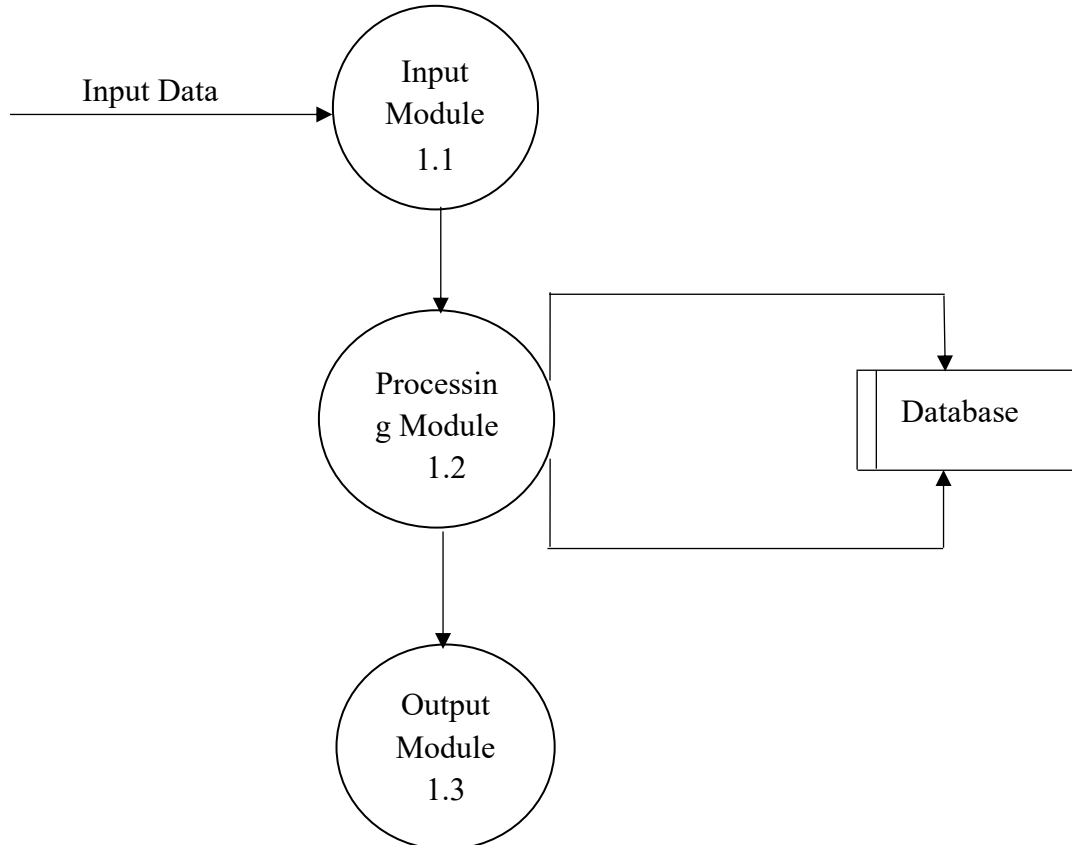 Input
Input Data
Module
1.1
Processin
g Module
Database
1.2
Output
Module
1.3